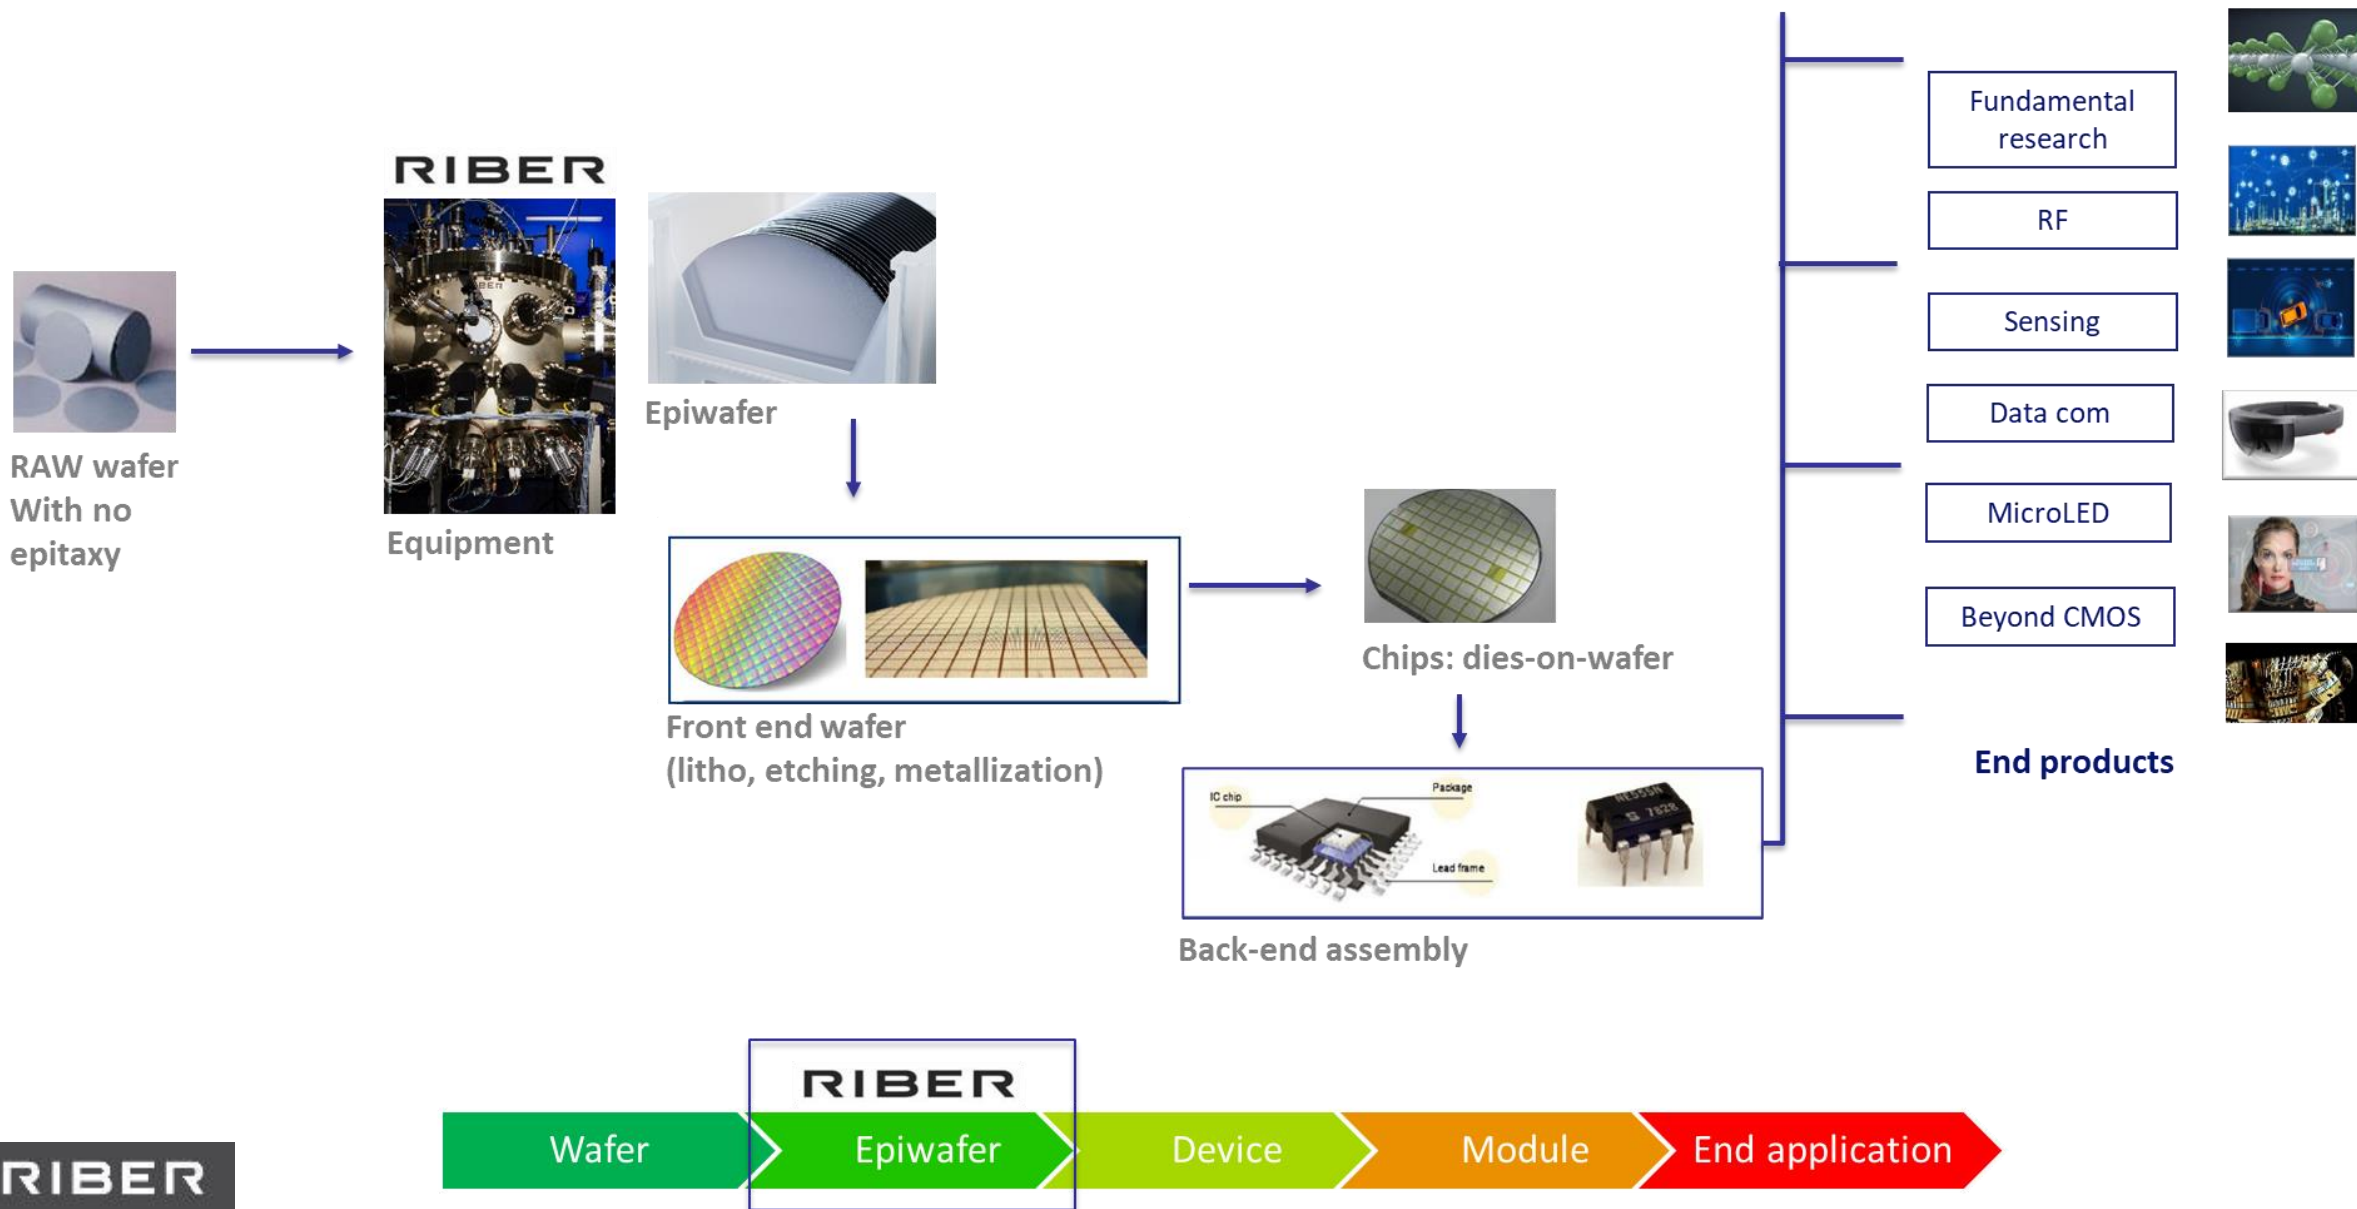 RIBER
RAW wafer
With no
epitaxy
Equipment
Epiwafer
Front end wafer
(litho, etching, metallization)
Chips: dies-on-wafer
IC chip
Package
Lead frame
NE555N
7828
Back-end assembly
Fundamental
research
RF
Sensing
Data com
MicroLED
Beyond CMOS
End products
RIBER
Wafer
Epiwafer
Device
Module
End application
RIBER